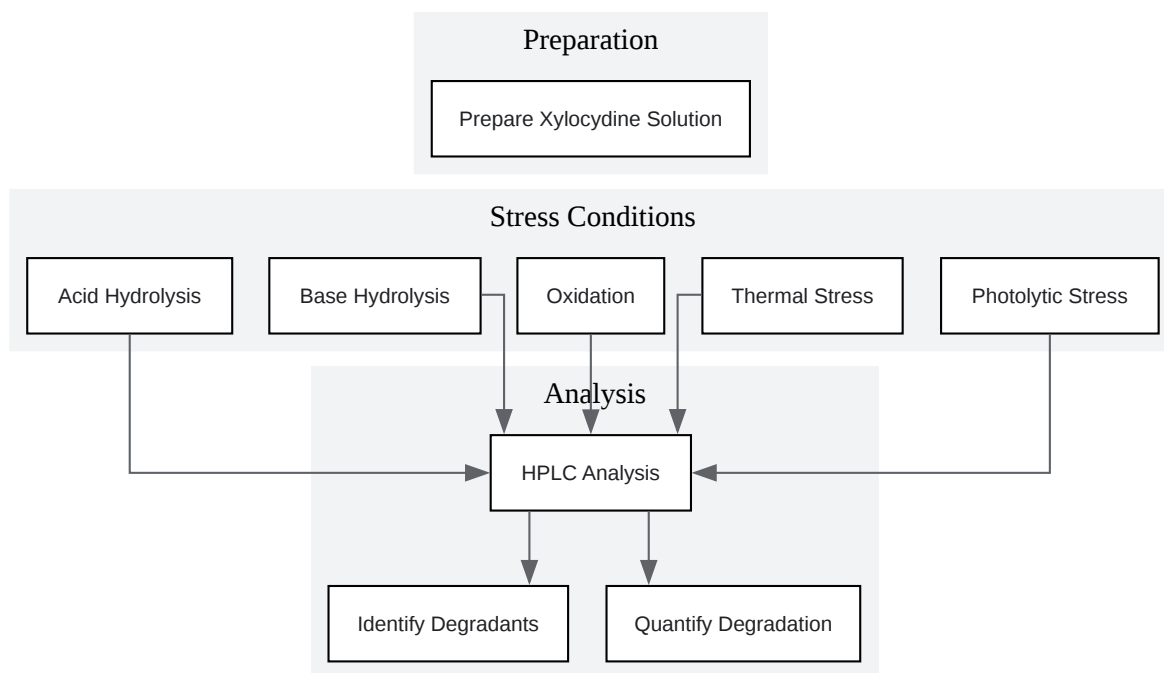 Preparation
Prepare Xylocydine Solution
Stress Conditions
Acid Hydrolysis
Base Hydrolysis
Oxidation
Thermal Stress
Photolytic Stress
Analysis
HPLC Analysis
Identify Degradants
Quantify Degradation